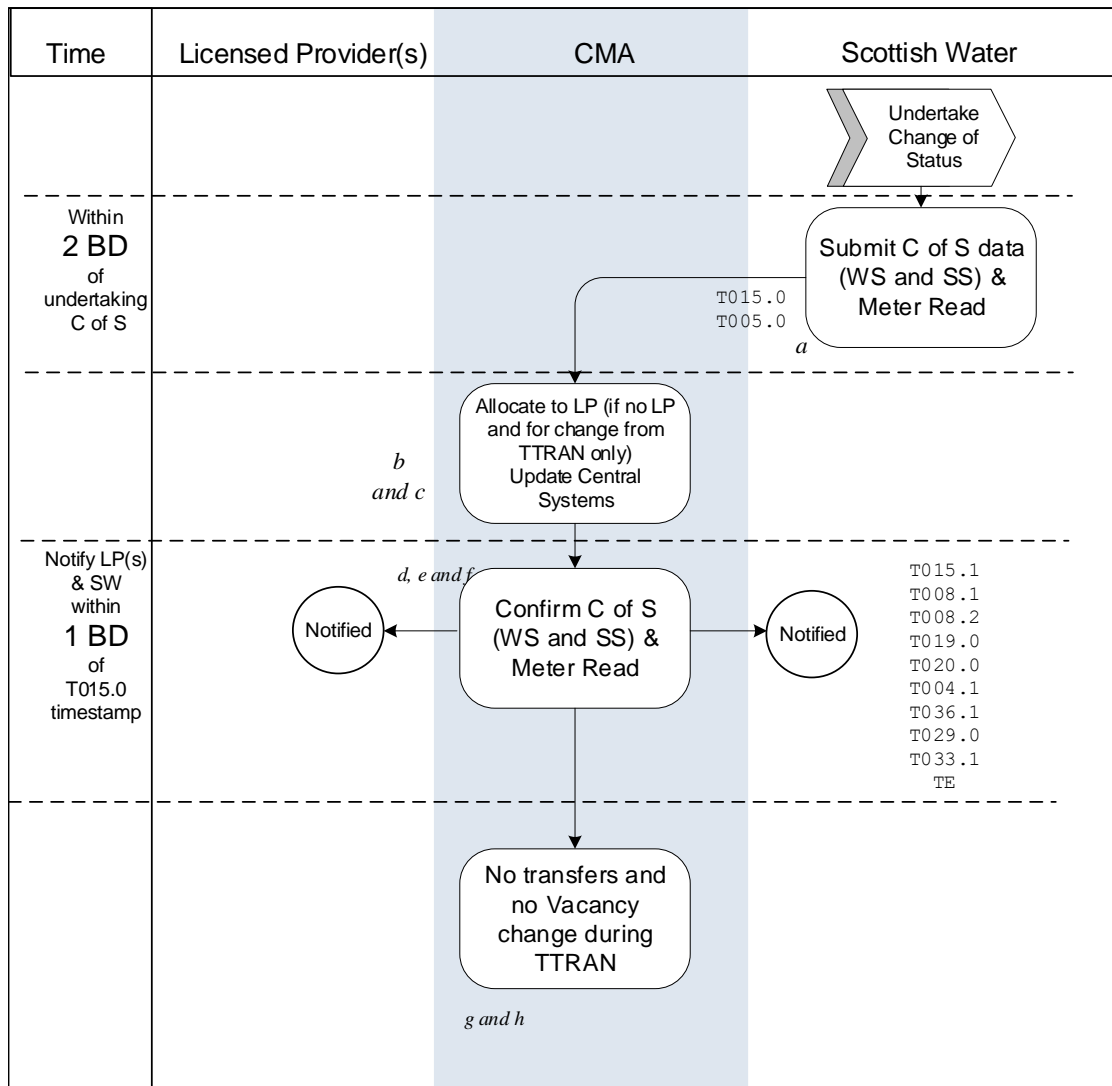 Time
Licensed Provider(s)
CMA
Scottish Water
Undertake
Change of
Status
Within
2 BD
of
undertaking
C of S
Submit C of S data
(WS and SS) &
Meter Read
T015.0
T005.0
a
Allocate to LP (if no LP
and for change from
TTRAN only)
Update Central
Systems
b
and c
Notify LP(s)
& SW
within
1 BD
of
T015.0
timestamp
d, e and f
Notified
Confirm C of S
(WS and SS) &
Meter Read
Notified
T015.1
T008.1
T008.2
T019.0
T020.0
T004.1
T036.1
T029.0
T033.1
TE
No transfers and
no Vacancy
change during
TTRAN
g and h